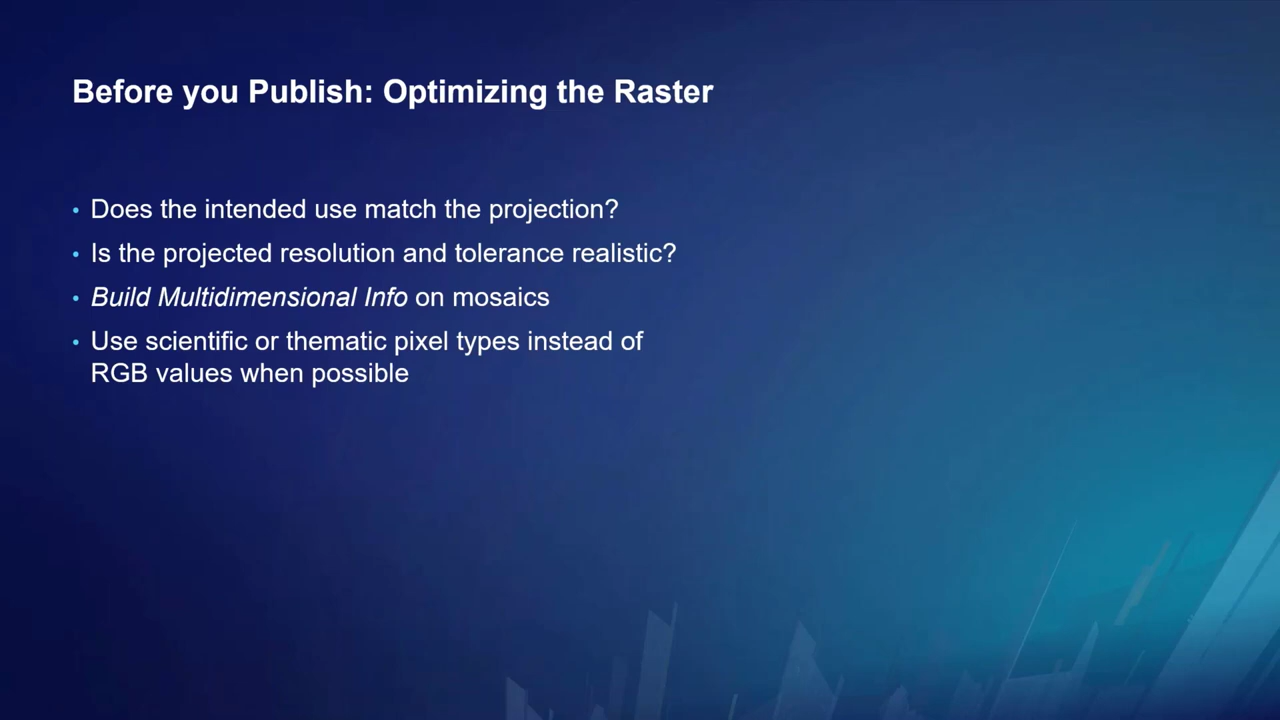 Before you Publish: Optimizing the Raster
• Does the intended use match the projection?
• Is the projected resolution and tolerance realistic?
• Build Multidimensional Info on mosaics
• Use scientific or thematic pixel types instead of
RGB values when possible